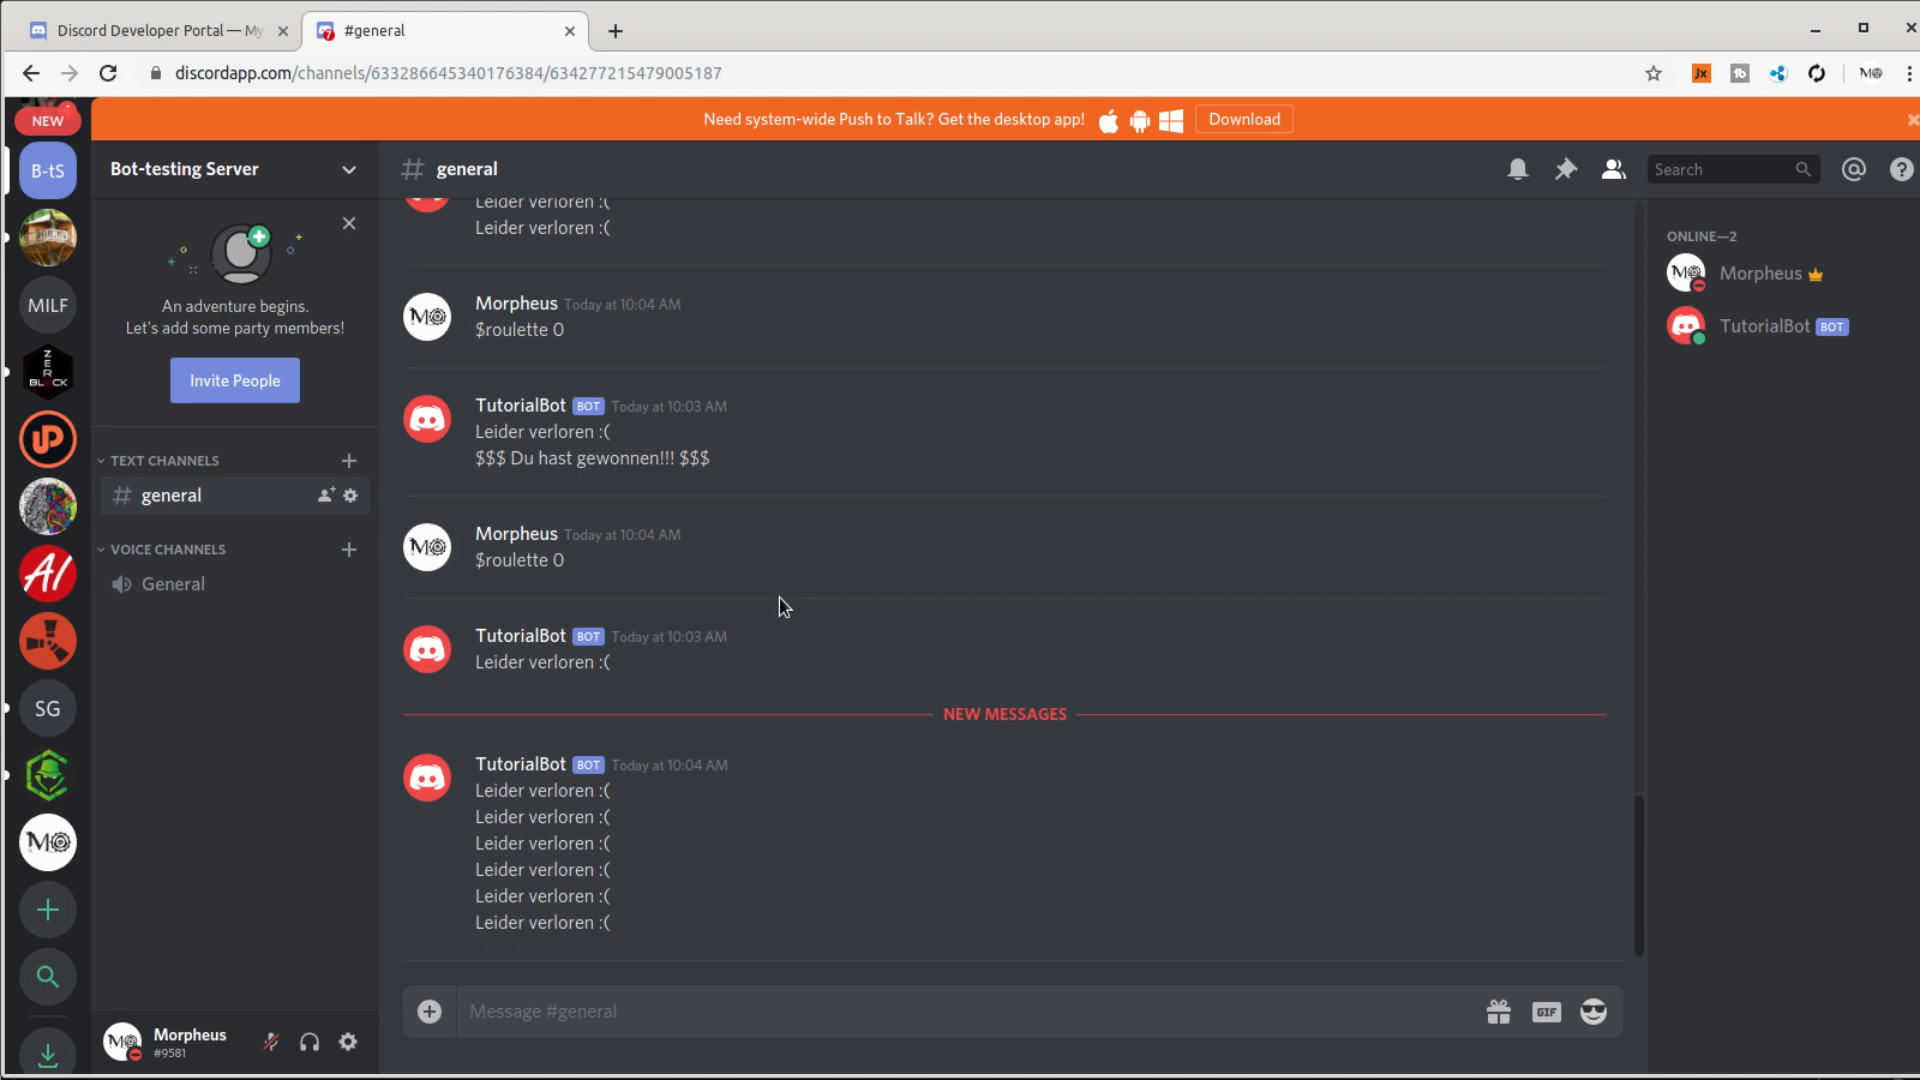 Discord Developer Portal — My
#general
discordapp.com/channels/633286645340176384/634277215479005187
NEW
Need system-wide Push to Talk? Get the desktop app!
Download
B-tS
Bot-testing Server
general
Search
An adventure begins.
Let's add some party members!
Invite People
MILF
ZER
BLACK
UP
TEXT CHANNELS
general
VOICE CHANNELS
General
AI
SG
Morpheus
#9581
Leider verloren :(
Leider verloren :(
Morpheus Today at 10:04 AM
$roulette 0
TutorialBot BOT Today at 10:03 AM
Leider verloren :(
$$$ Du hast gewonnen!!! $$$
Morpheus Today at 10:04 AM
$roulette 0
TutorialBot BOT Today at 10:03 AM
Leider verloren :(
NEW MESSAGES
TutorialBot BOT Today at 10:04 AM
Leider verloren :(
Leider verloren :(
Leider verloren :(
Leider verloren :(
Leider verloren :(
Leider verloren :(
Message #general
GIF
ONLINE—2
Morpheus
TutorialBot BOT